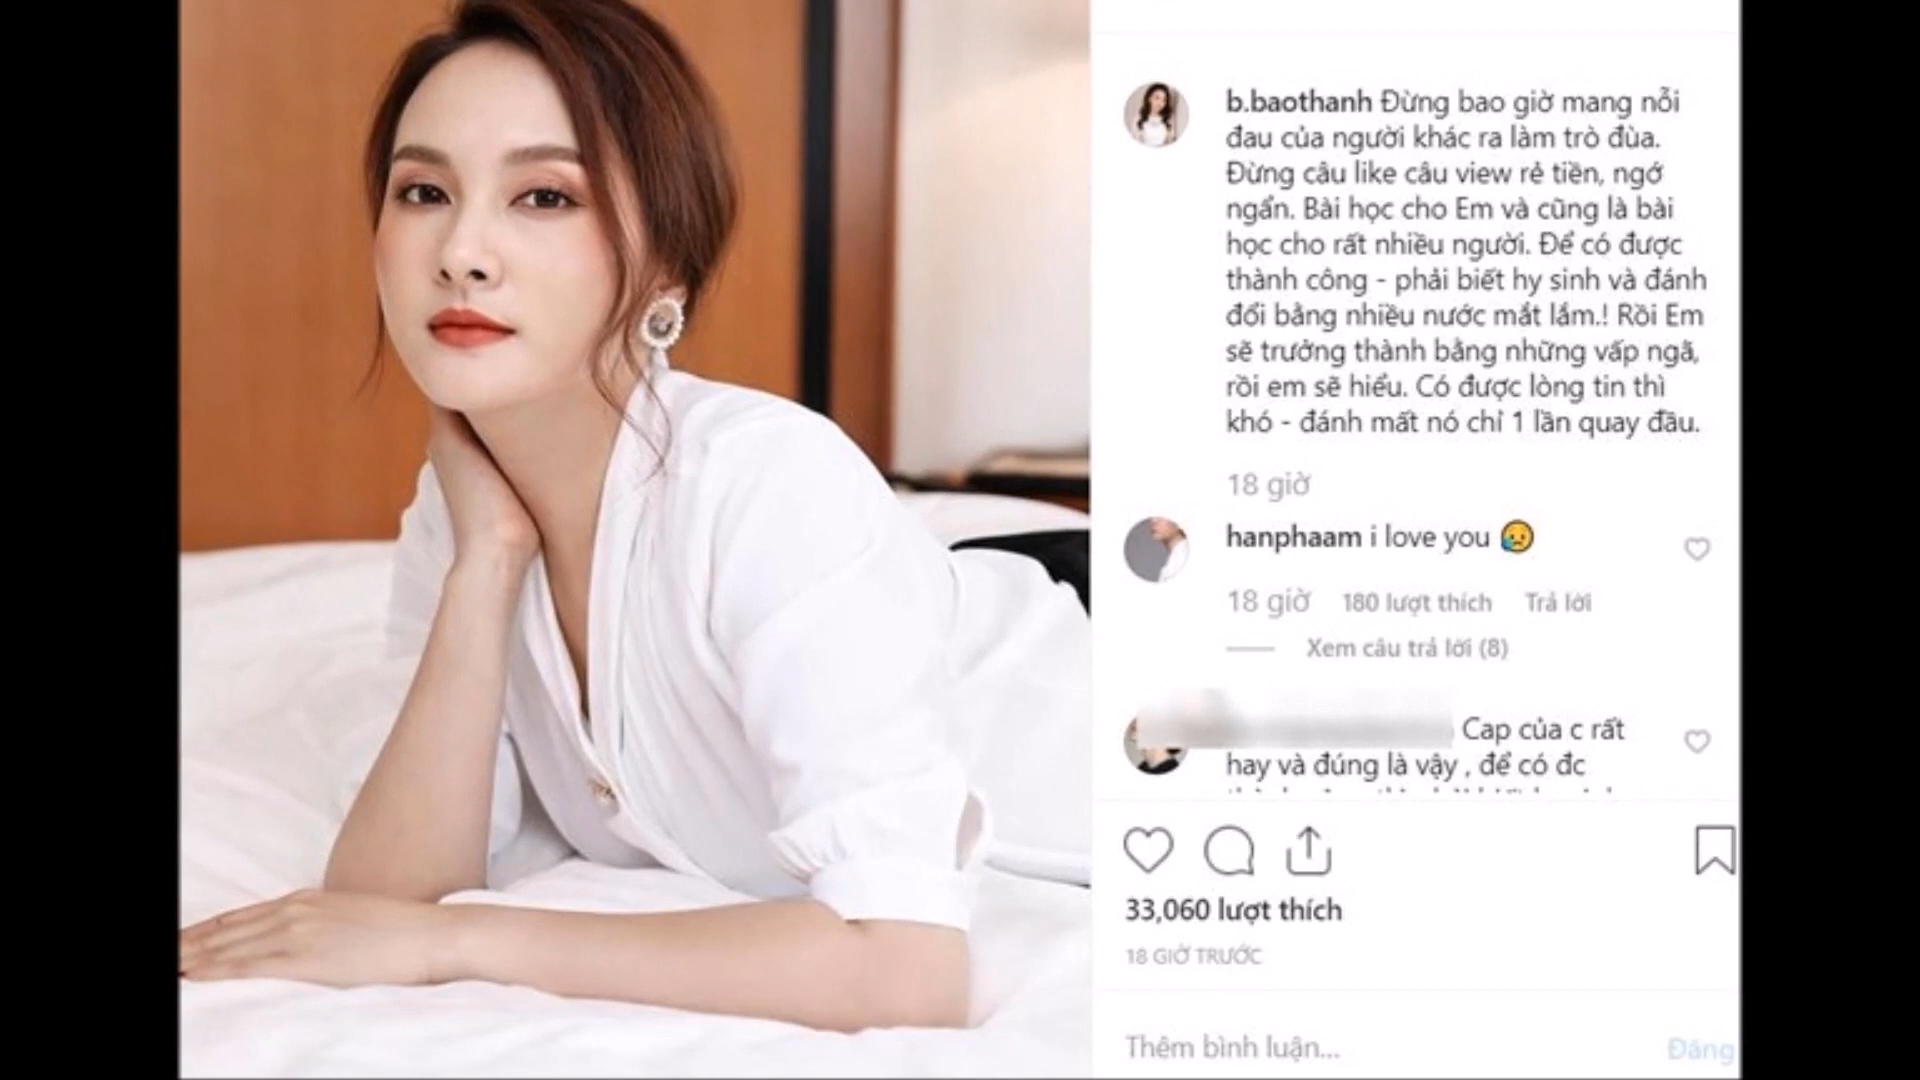 b.baothanh Đừng bao giờ mang nỗi
đau của người khác ra làm trò đùa.
Đừng câu like câu view rẻ tiền, ngớ
ngẩn. Bài học cho Em và cũng là bài
học cho rất nhiều người. Để có được
thành công - phải biết hy sinh và đánh
đổi bằng nhiều nước mắt lắm.! Rồi Em
sẽ trưởng thành bằng những vấp ngã,
rồi em sẽ hiểu. Có được lòng tin thì
khó - đánh mất nó chỉ 1 lần quay đầu.
18 giờ
hanphaam i love you 😥
18 giờ 180 lượt thích Trả lời
Xem câu trả lời (8)
Cap của c rất
hay và đúng là vậy , để có đc
33,060 lượt thích
18 GIỜ TRƯỚC
Thêm bình luận... Đăng